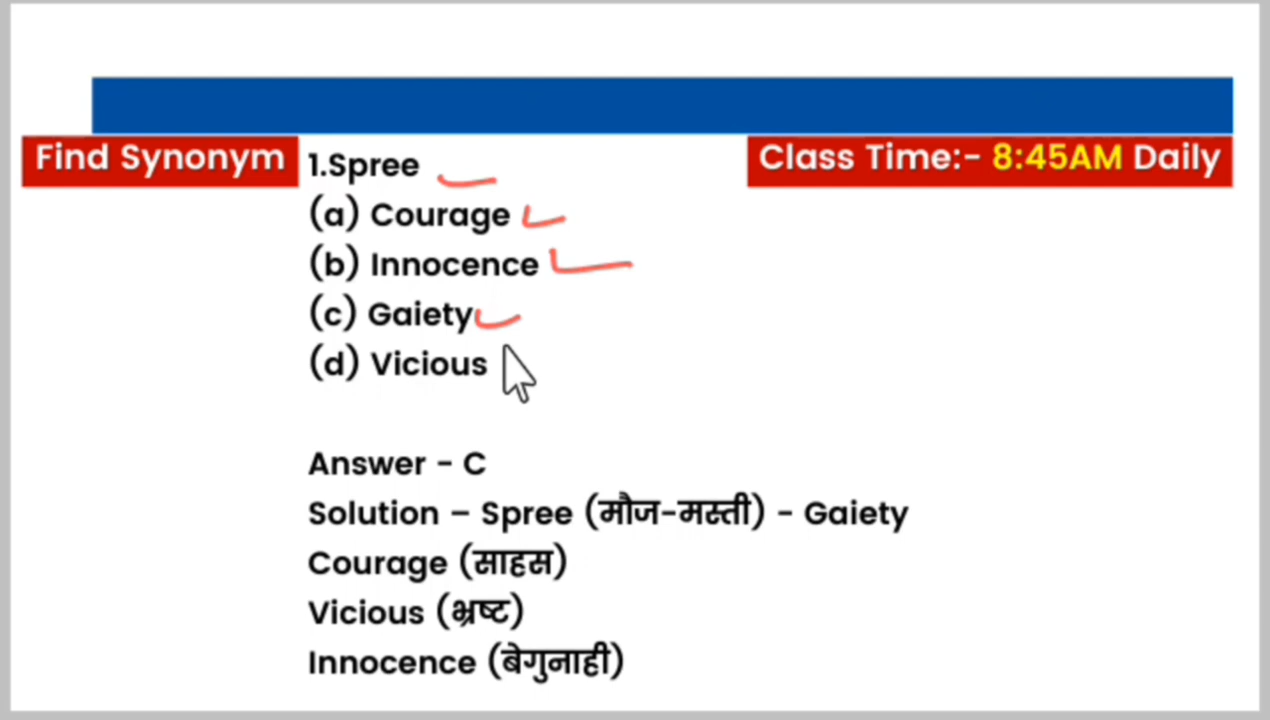 Find Synonym
1.Spree
Class Time:- 8:45AM Daily
(a) Courage
(b) Innocence
(c) Gaiety
(d) Vicious
Answer - C
Solution – Spree (मौज-मस्ती) - Gaiety
Courage (साहस)
Vicious (भ्रष्ट)
Innocence (बेगुनाही)